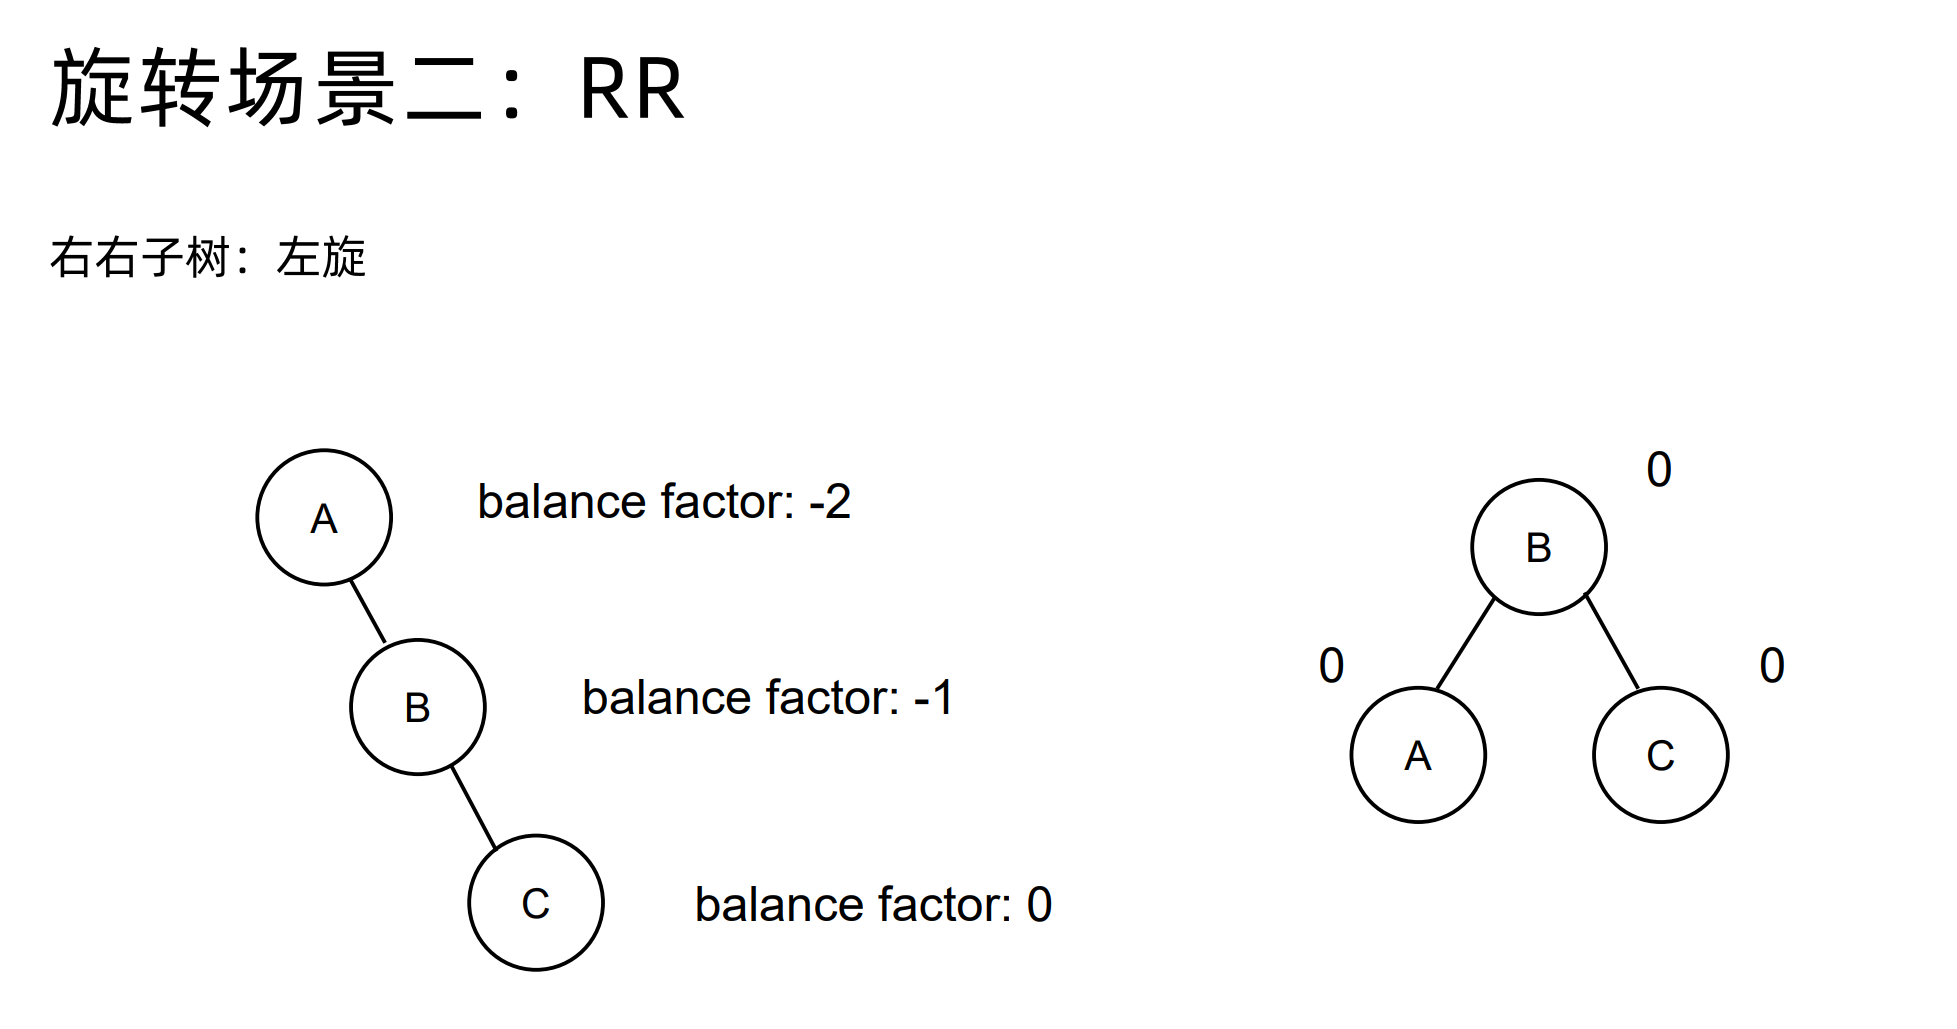 旋转场景二：RR
右右子树：左旋
A
balance factor: -2
B
balance factor: -1
C
balance factor: 0
0
B
0
0
A
C